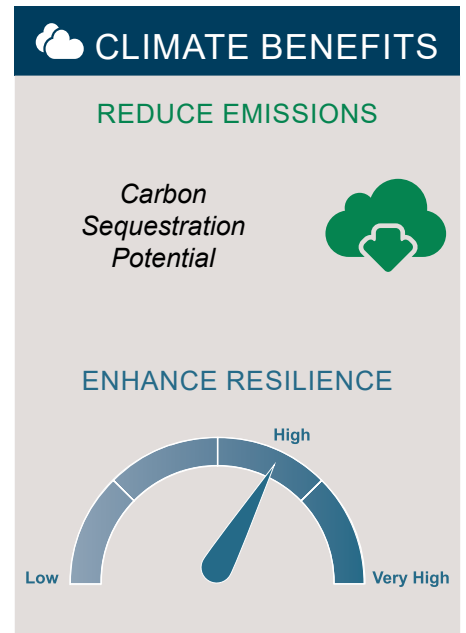 CLIMATE BENEFITS
REDUCE EMISSIONS
Carbon
Sequestration
Potential
ENHANCE RESILIENCE
High
Low
Very High